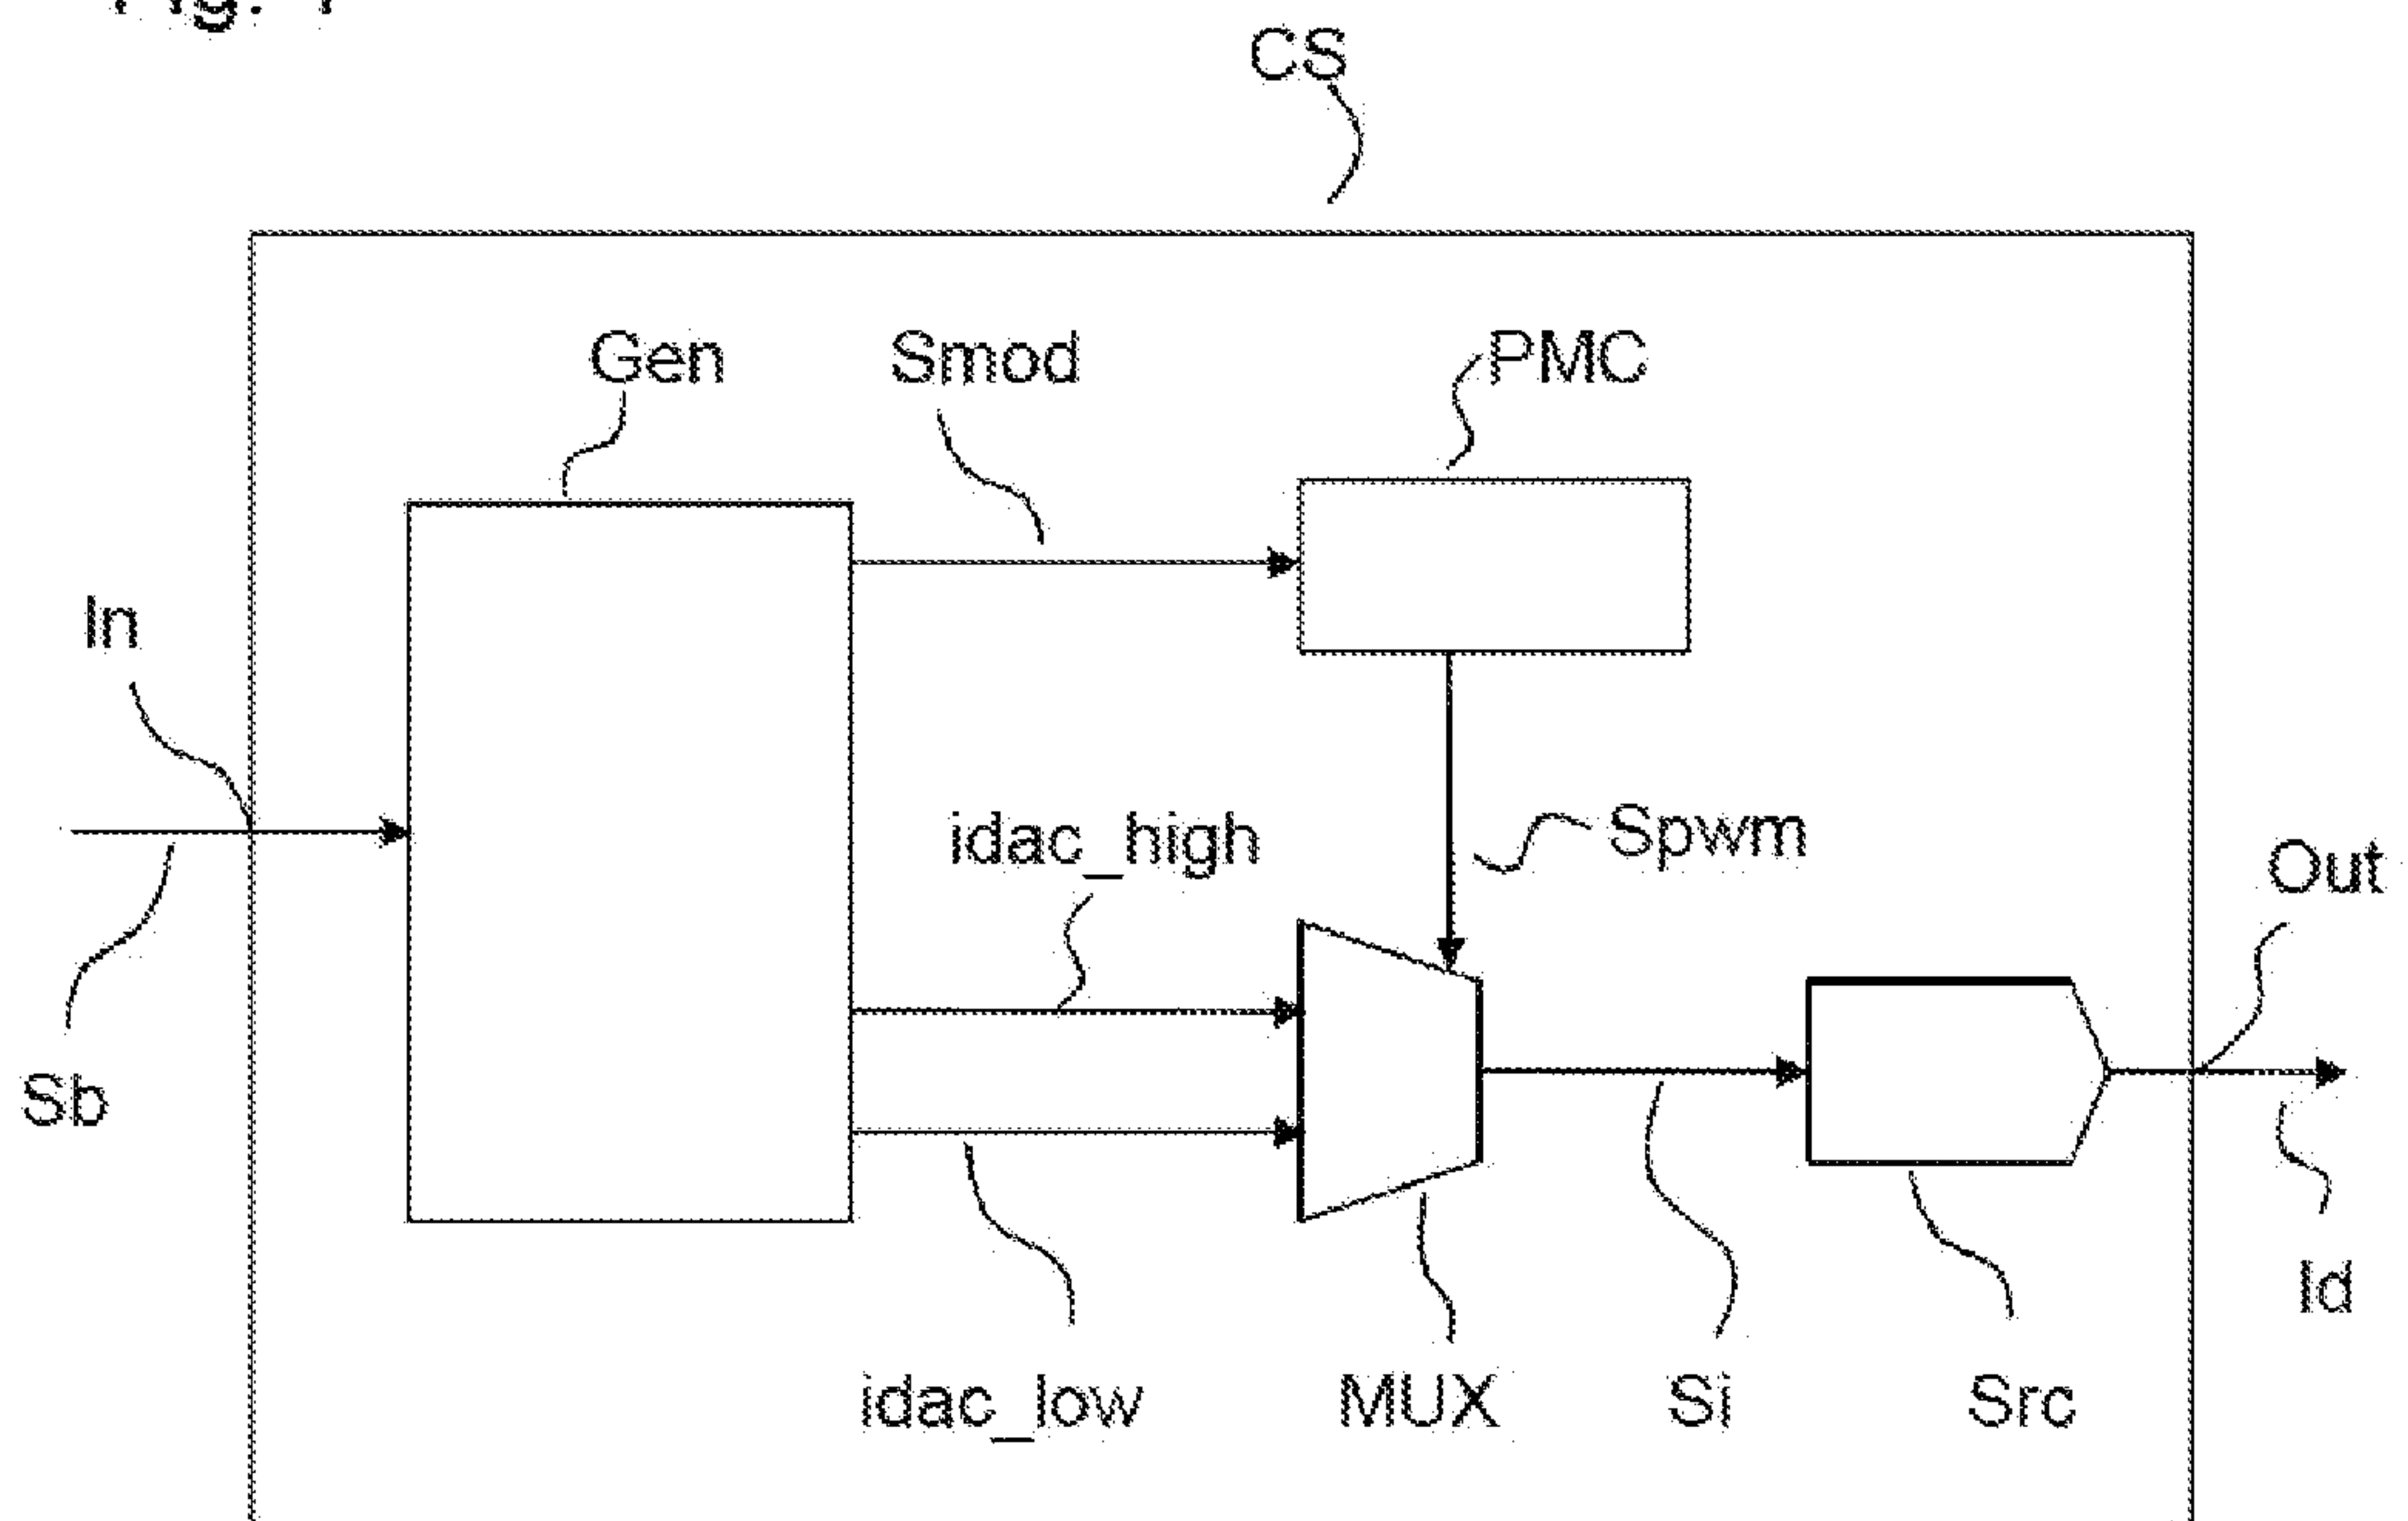 CS
Gen
Smod
PMC
In
idac_high
Spwm
Out
Sb
Id
idac_low
MUX
Si
Src